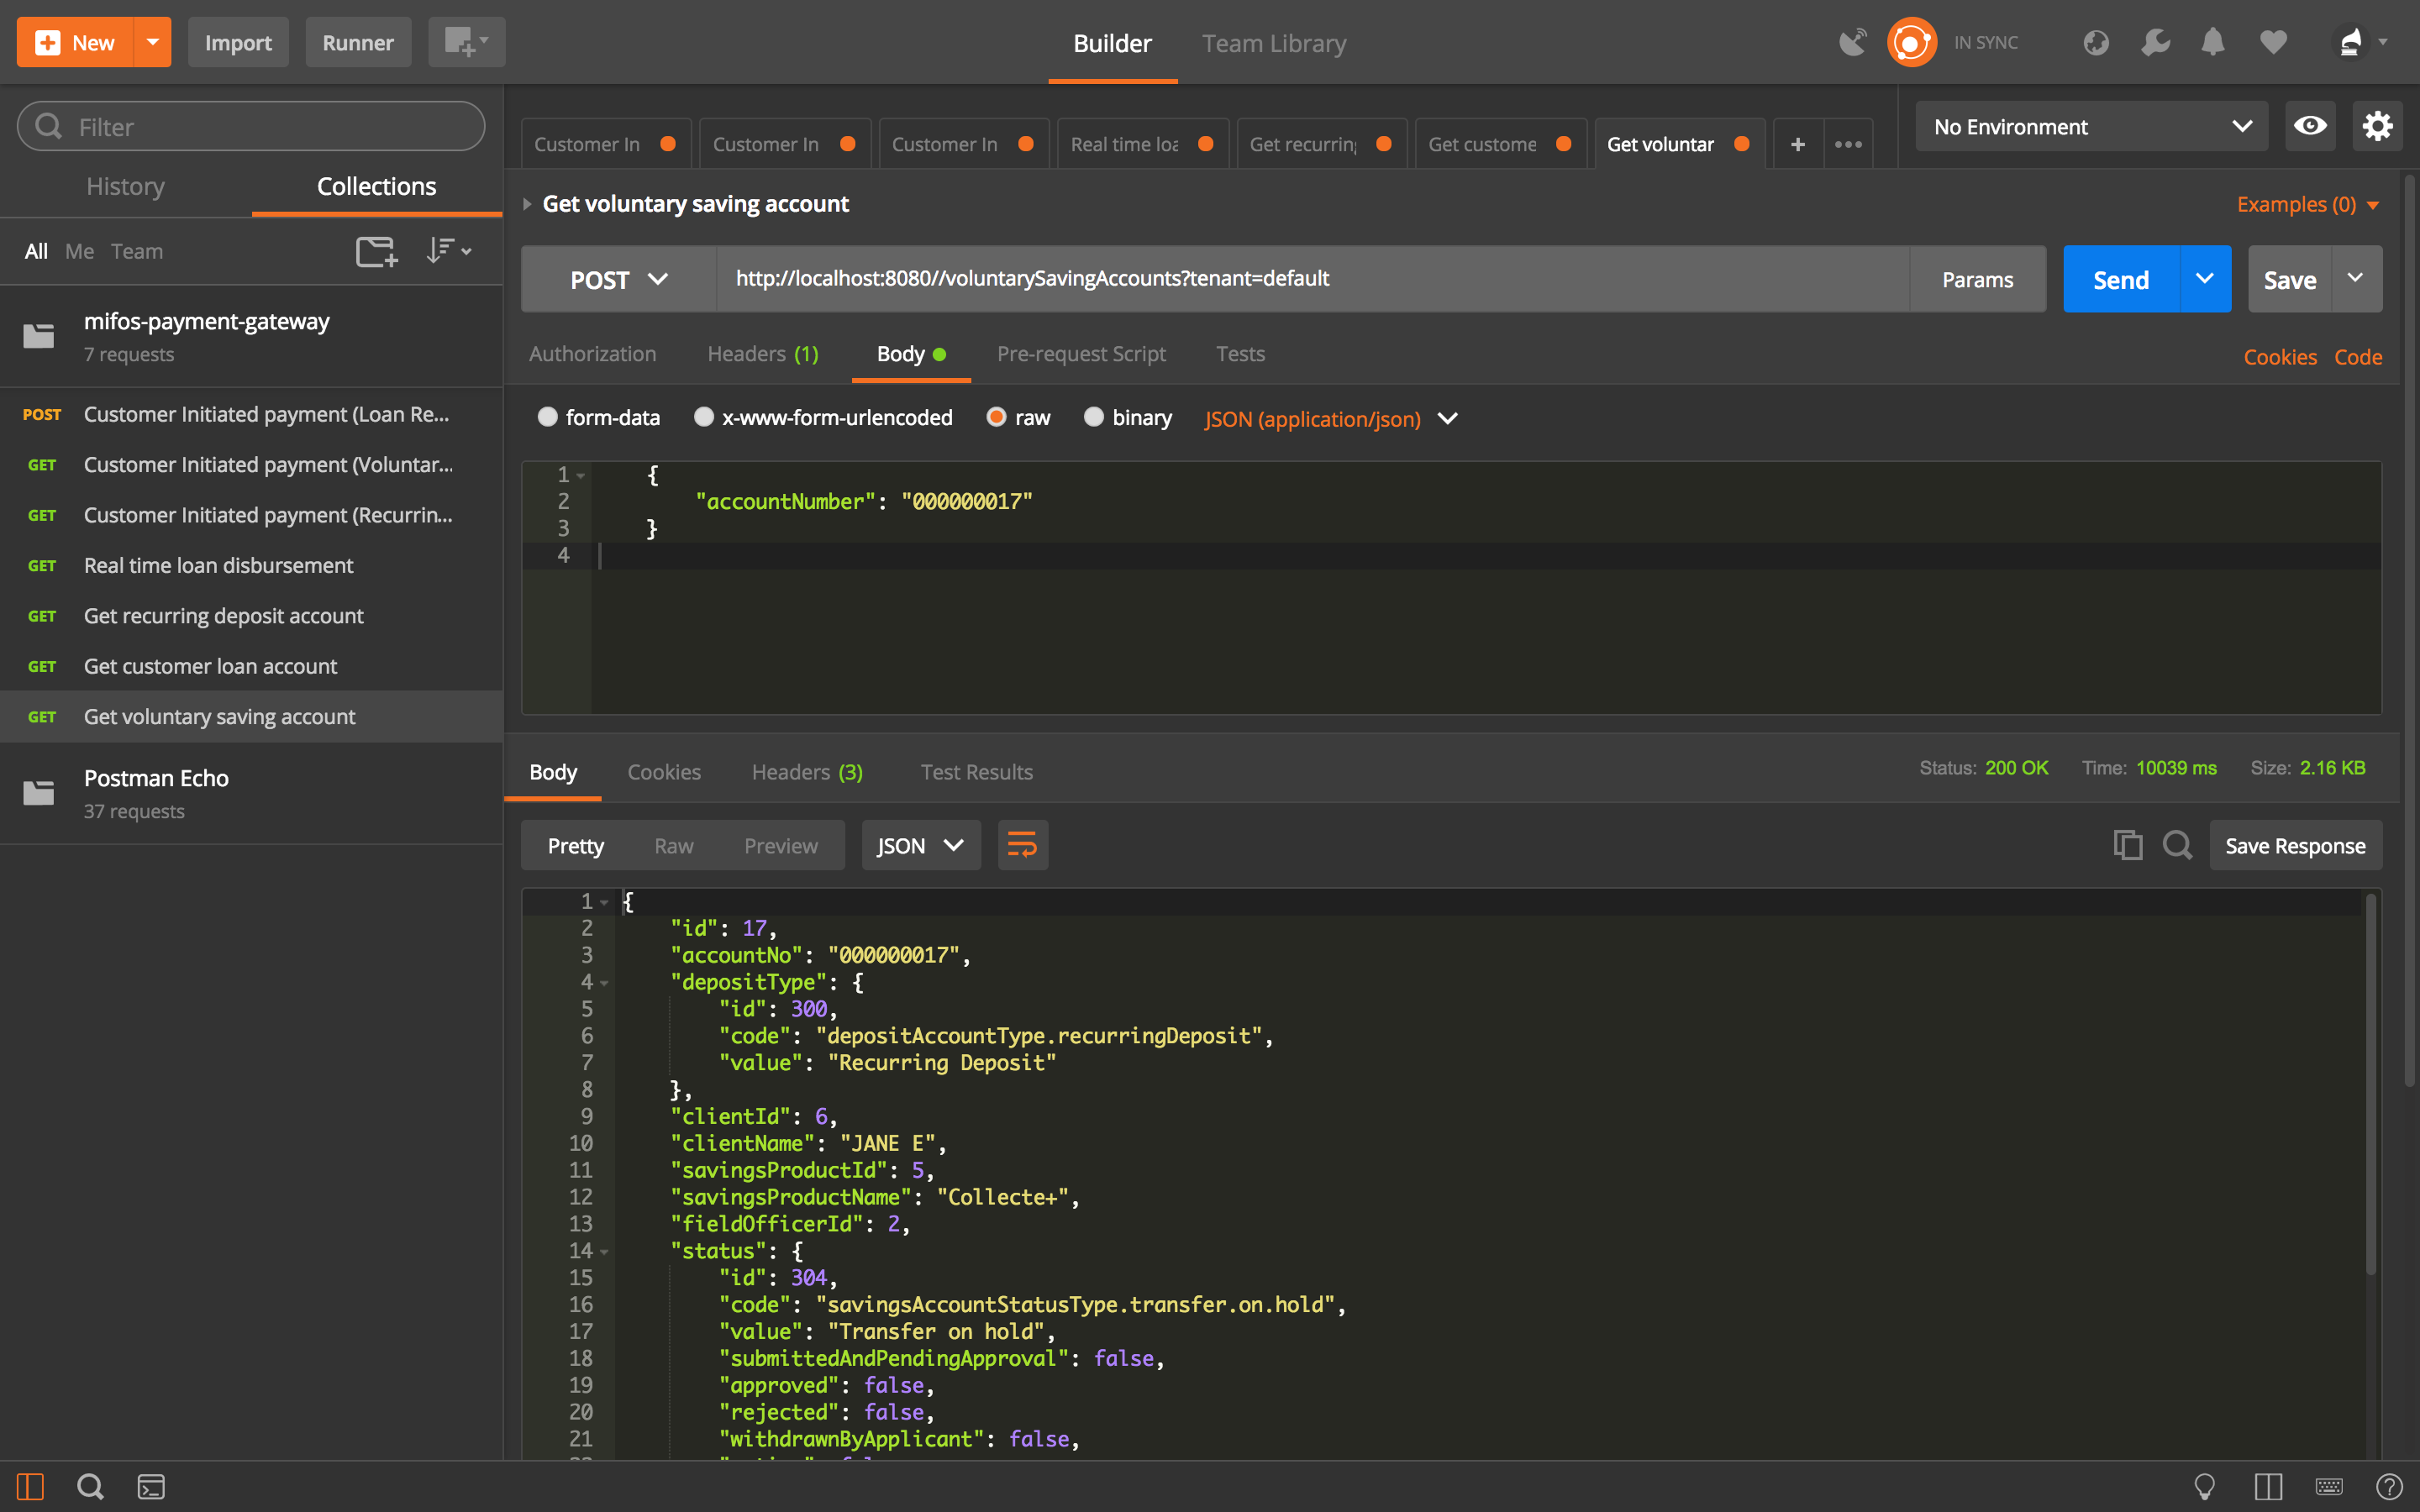 New
Import
Runner
Builder
Team Library
IN SYNC
Filter
History
Collections
All Me Team
mifos-payment-gateway
7 requests
POST Customer Initiated payment (Loan Re...
GET Customer Initiated payment (Voluntar...
GET Customer Initiated payment (Recurrin...
GET Real time loan disbursement
GET Get recurring deposit account
GET Get customer loan account
GET Get voluntary saving account
Postman Echo
37 requests
Customer In
Customer In
Customer In
Real time loa
Get recurring
Get custome
Get voluntar
No Environment
Get voluntary saving account
Examples (0)
POST
http://localhost:8080//voluntarySavingAccounts?tenant=default
Params
Send
Save
Authorization
Headers (1)
Body
Pre-request Script
Tests
Cookies
Code
form-data
x-www-form-urlencoded
raw
binary
JSON (application/json)
1 {
2 "accountNumber": "000000017"
3 }
4
Body
Cookies
Headers (3)
Test Results
Status: 200 OK
Time: 10039 ms
Size: 2.16 KB
Pretty
Raw
Preview
JSON
Save Response
1 {
2 "id": 17,
3 "accountNo": "000000017",
4 "depositType": {
5 "id": 300,
6 "code": "depositAccountType.recurringDeposit",
7 "value": "Recurring Deposit"
8 },
9 "clientId": 6,
10 "clientName": "JANE E",
11 "savingsProductId": 5,
12 "savingsProductName": "Collecte+",
13 "fieldOfficerId": 2,
14 "status": {
15 "id": 304,
16 "code": "savingsAccountStatusType.transfer.on.hold",
17 "value": "Transfer on hold",
18 "submittedAndPendingApproval": false,
19 "approved": false,
20 "rejected": false,
21 "withdrawnByApplicant": false,